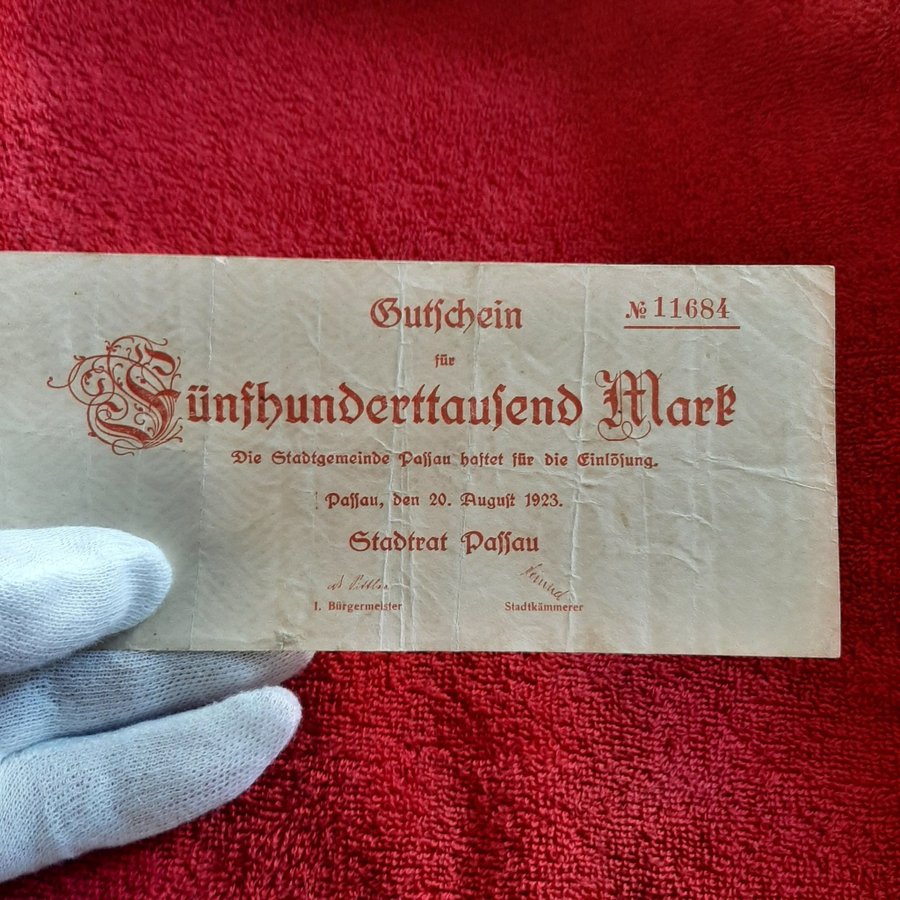 Gutschein
№ 11684
für
Fünfhunderttausend Mark
Die Stadtgemeinde Passau haftet für die Einlösung.
Passau, den 20. August 1923.
Stadtrat Passau
I. Bürgermeister
Stadtkämmerer